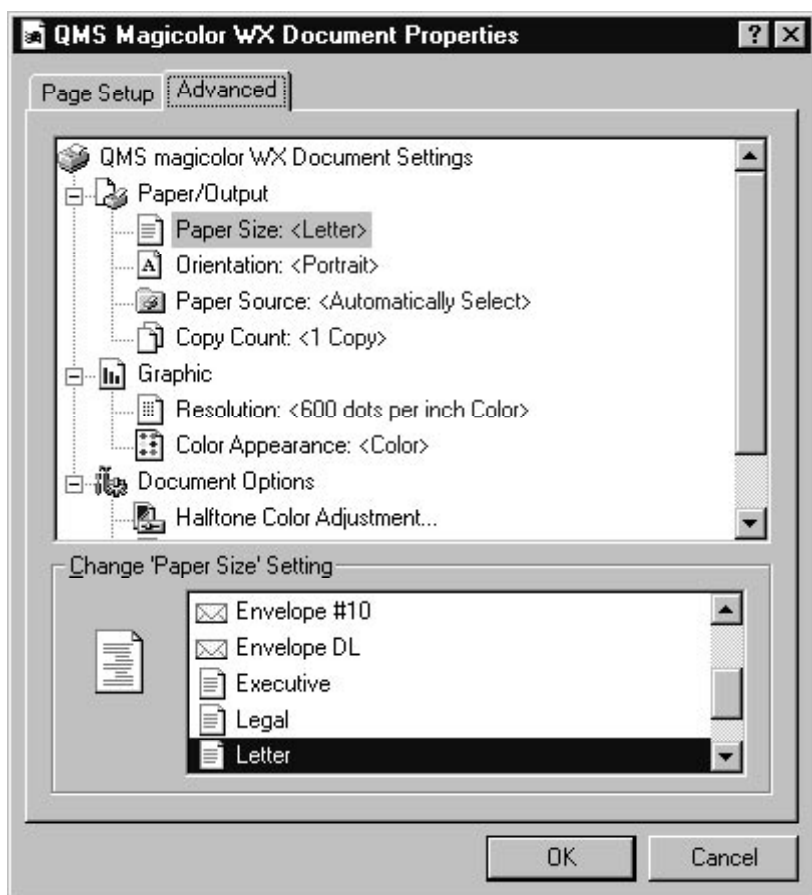 QMS Magicolor WX Document Properties
Page Setup Advanced
QMS magicolor WX Document Settings
Paper/Output
Paper Size: <Letter>
Orientation: <Portrait>
Paper Source: <Automatically Select>
Copy Count: <1 Copy>
Graphic
Resolution: <600 dots per inch Color>
Color Appearance: <Color>
Document Options
Halftone Color Adjustment...
Change 'Paper Size' Setting
Envelope #10
Envelope DL
Executive
Legal
Letter
OK Cancel